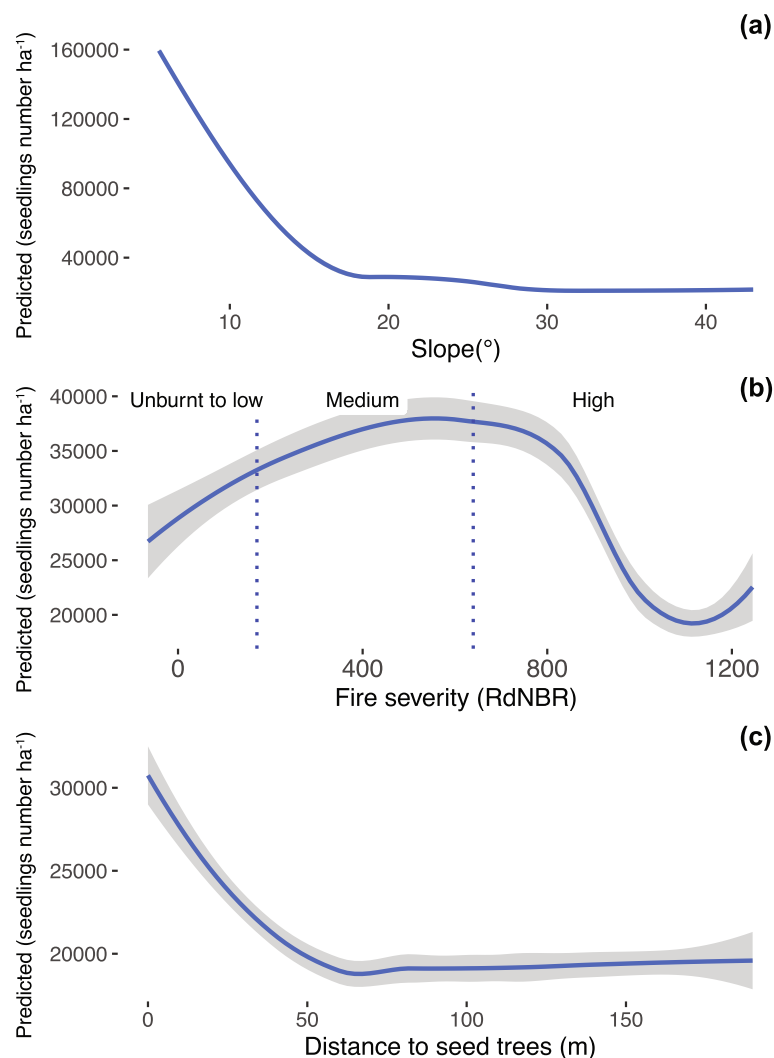 (a)
Predicted (seedlings number ha⁻¹)
160000
120000
80000
40000
10 20 30 40
Slope(°)
(b)
Predicted (seedlings number ha⁻¹)
Unburnt to low Medium High
40000
35000
30000
25000
20000
0 400 800 1200
Fire severity (RdNBR)
(c)
Predicted (seedlings number ha⁻¹)
30000
25000
20000
0 50 100 150
Distance to seed trees (m)